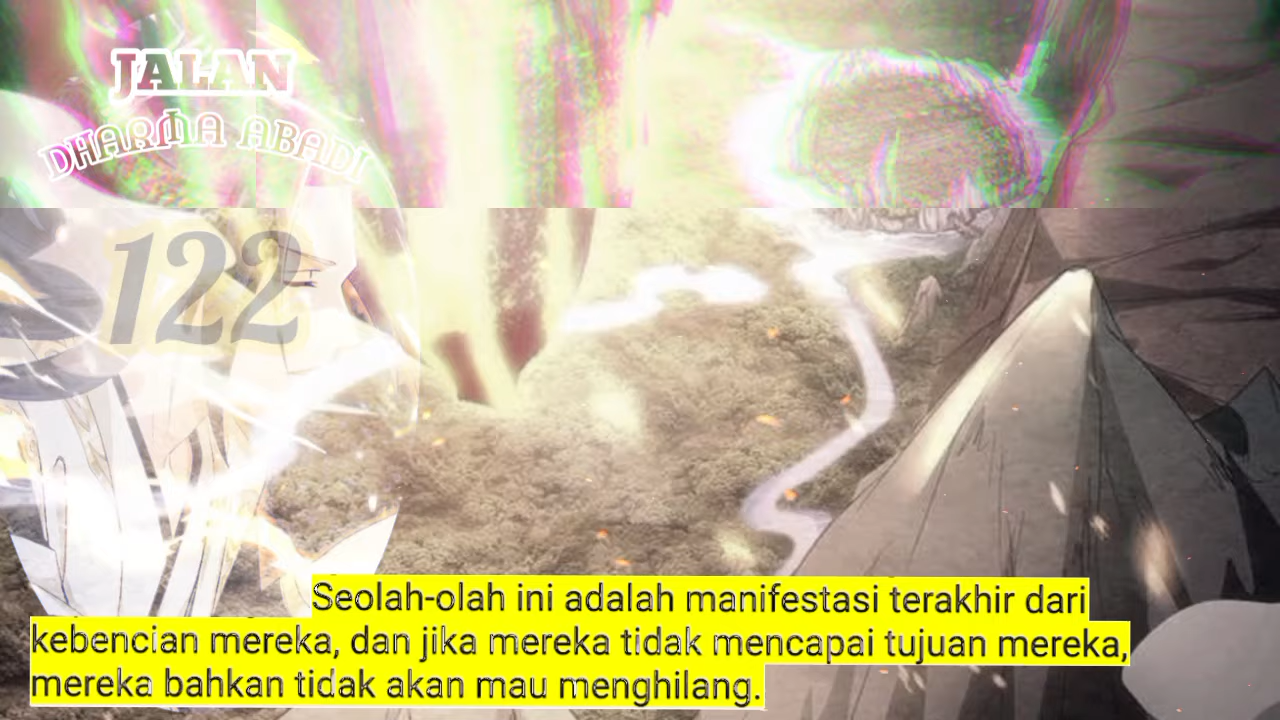 JALAN
DHARMA ABADI
122
Seolah-olah ini adalah manifestasi terakhir dari
kebencian mereka, dan jika mereka tidak mencapai tujuan mereka,
mereka bahkan tidak akan mau menghilang.